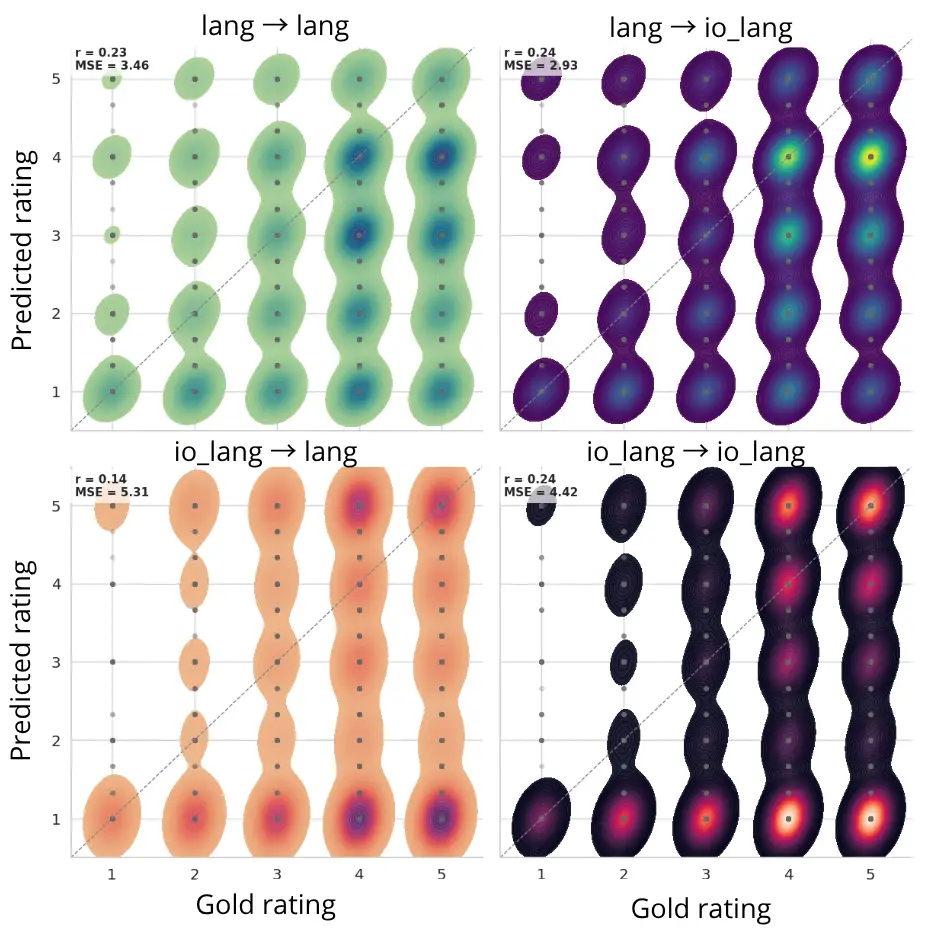 lang → lang
lang → io_lang
r = 0.23
MSE = 3.46
r = 0.24
MSE = 2.93
Predicted rating
5
4
3
2
1
io_lang → lang
io_lang → io_lang
r = 0.14
MSE = 5.31
r = 0.24
MSE = 4.42
Predicted rating
5
4
3
2
1
1 2 3 4 5
1 2 3 4 5
Gold rating
Gold rating